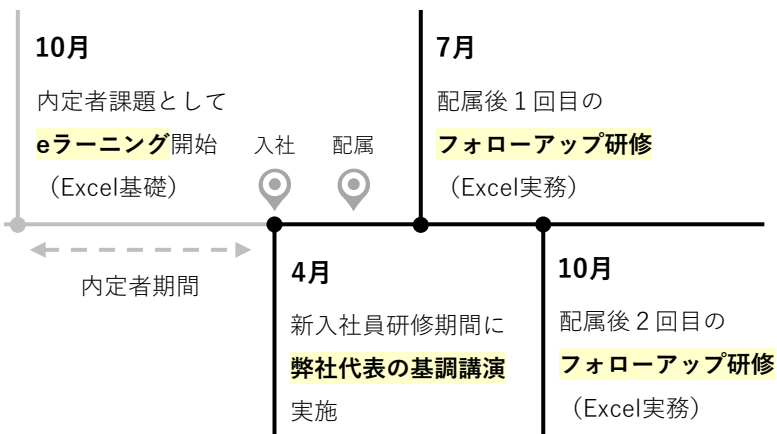 10月
内定者課題として
eラーニング開始
（Excel基礎）
入社
配属
内定者期間
4月
新入社員研修期間に
弊社代表の基調講演
実施
7月
配属後１回目の
フォローアップ研修
（Excel実務）
10月
配属後２回目の
フォローアップ研修
（Excel実務）